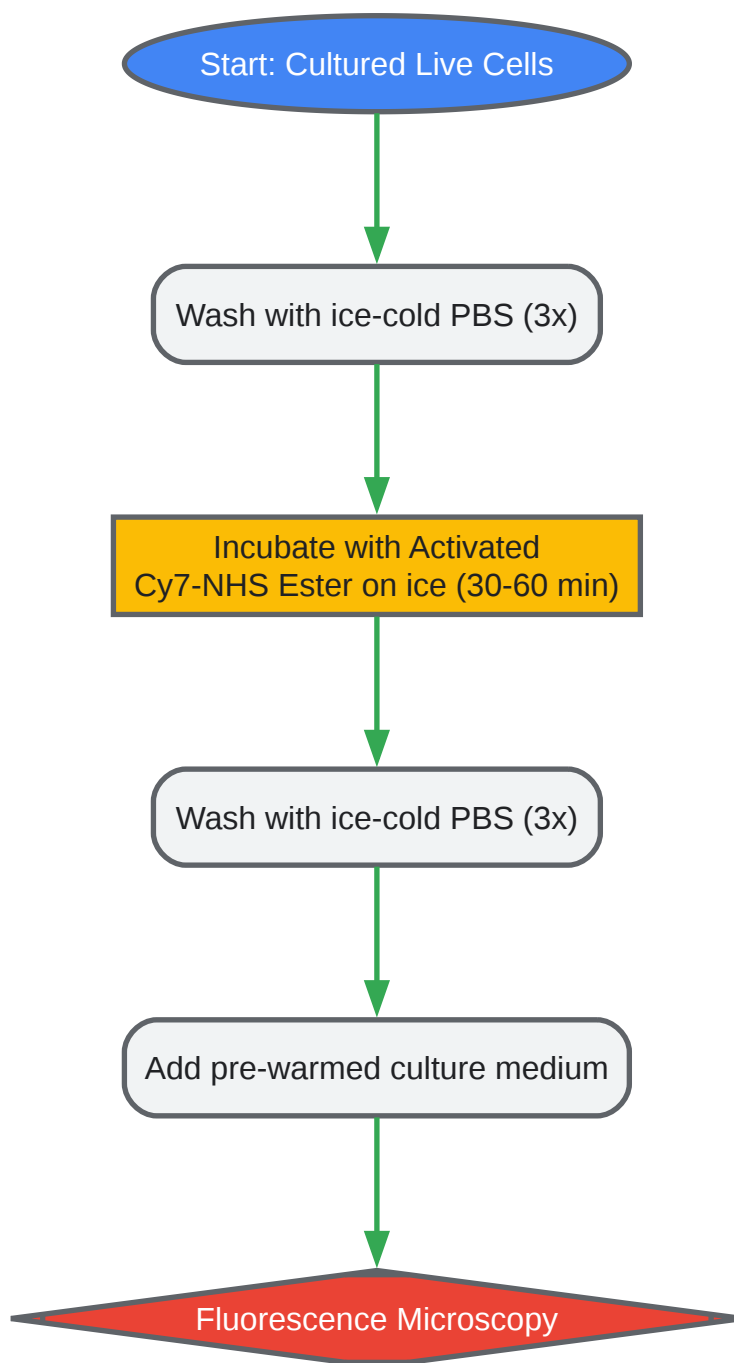 Start: Cultured Live Cells
Wash with ice-cold PBS (3x)
Incubate with Activated
Cy7-NHS Ester on ice (30-60 min)
Wash with ice-cold PBS (3x)
Add pre-warmed culture medium
Fluorescence Microscopy